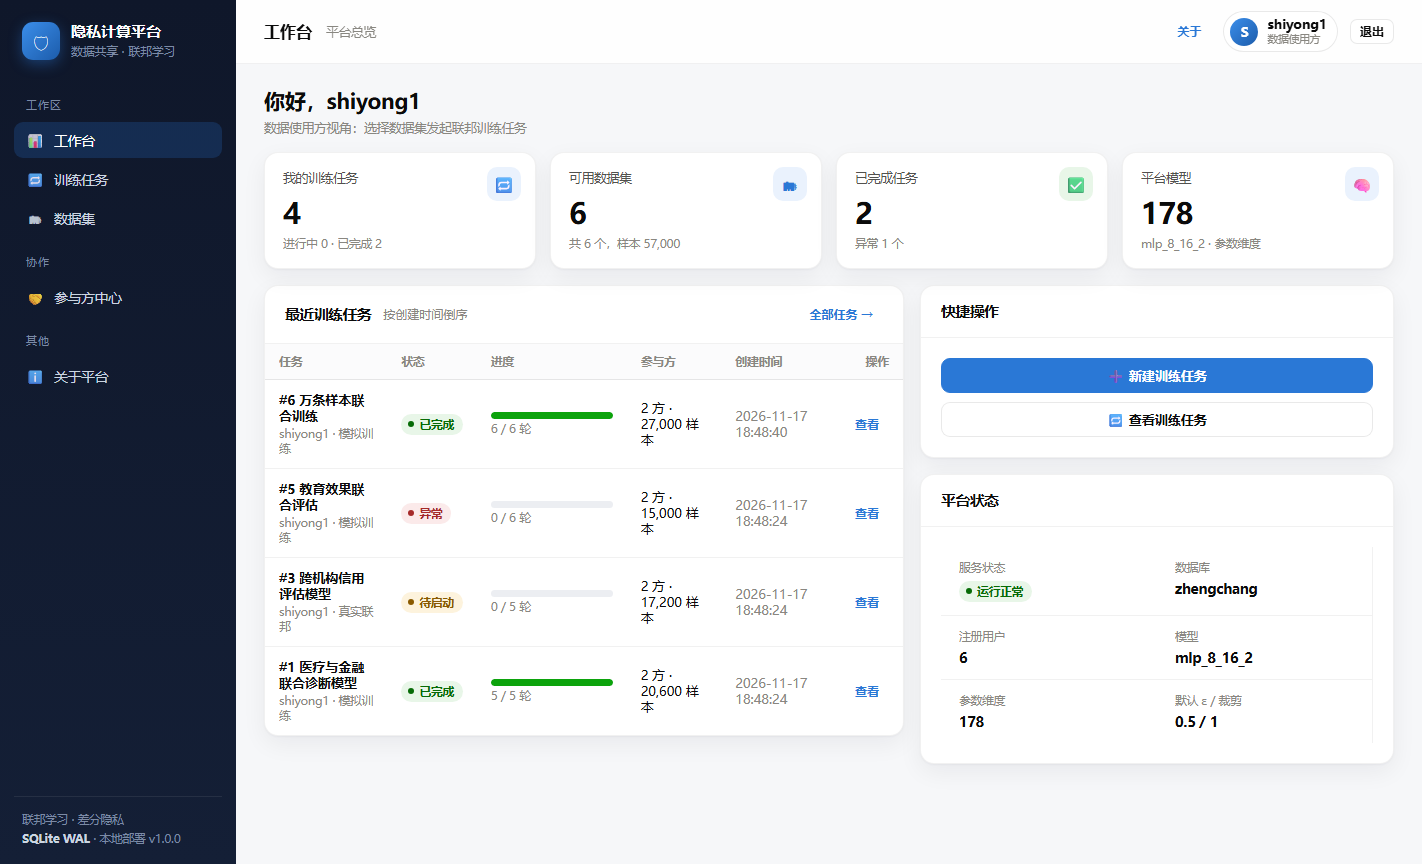 隐私计算平台
数据共享 · 联邦学习
工作区
工作台
训练任务
数据集
协作
参与方中心
其他
关于平台
联邦学习 · 差分隐私
SQLite WAL · 本地部署 v1.0.0
工作台 平台总览
关于
S
shiyong1
数据使用方
退出
你好，shiyong1
数据使用方视角：选择数据集发起联邦训练任务
我的训练任务
4
进行中 0 · 已完成 2
可用数据集
6
共 6 个，样本 57,000
已完成任务
2
异常 1 个
平台模型
178
mlp_8_16_2 · 参数维度
最近训练任务 按创建时间倒序
全部任务 →
任务 状态 进度 参与方 创建时间 操作
#6 万条样本联
合训练
shiyong1 · 模拟训
练
已完成
6 / 6 轮
2 方 ·
27,000 样
本
2026-11-17
18:48:40
查看
#5 教育效果联
合评估
shiyong1 · 模拟训
练
异常
0 / 6 轮
2 方 ·
15,000 样
本
2026-11-17
18:48:24
查看
#3 跨机构信用
评估模型
shiyong1 · 真实联
邦
待启动
0 / 5 轮
2 方 ·
17,200 样
本
2026-11-17
18:48:24
查看
#1 医疗与金融
联合诊断模型
shiyong1 · 模拟训
练
已完成
5 / 5 轮
2 方 ·
20,600 样
本
2026-11-17
18:48:24
查看
快捷操作
新建训练任务
查看训练任务
平台状态
服务状态
运行正常
数据库
zhengchang
注册用户
6
模型
mlp_8_16_2
参数维度
178
默认 ε / 裁剪
0.5 / 1